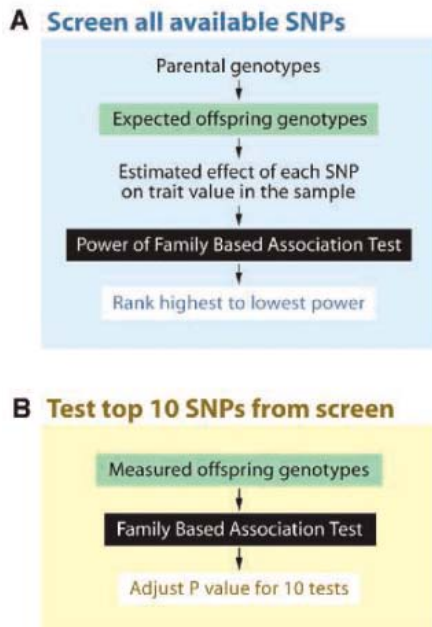 A Screen all available SNPs
Parental genotypes
Expected offspring genotypes
Estimated effect of each SNP
on trait value in the sample
Power of Family Based Association Test
Rank highest to lowest power
B Test top 10 SNPs from screen
Measured offspring genotypes
Family Based Association Test
Adjust P value for 10 tests